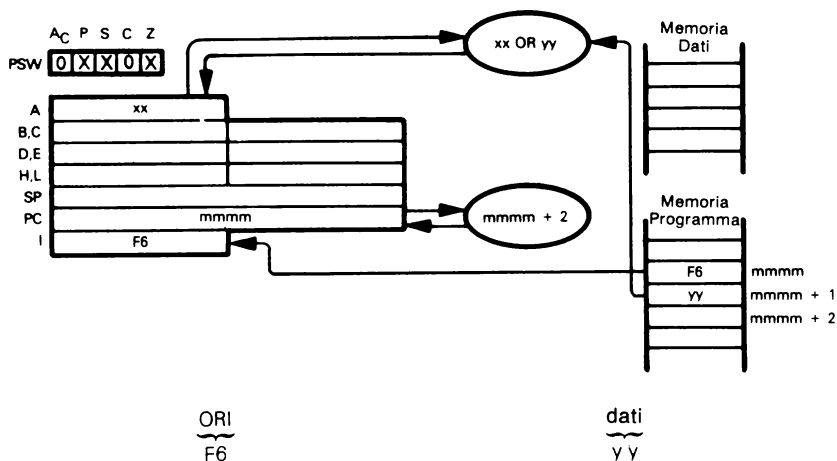 A_C P S C Z
PSW 0 X X 0 X
xx OR yy
Memoria
Dati
A xx
B,C
D,E
H,L
SP
PC mmmm
mmmm + 2
I F6
Memoria
Programma
F6 mmmm
yy mmmm + 1
mmmm + 2
ORI
F6
dati
y y